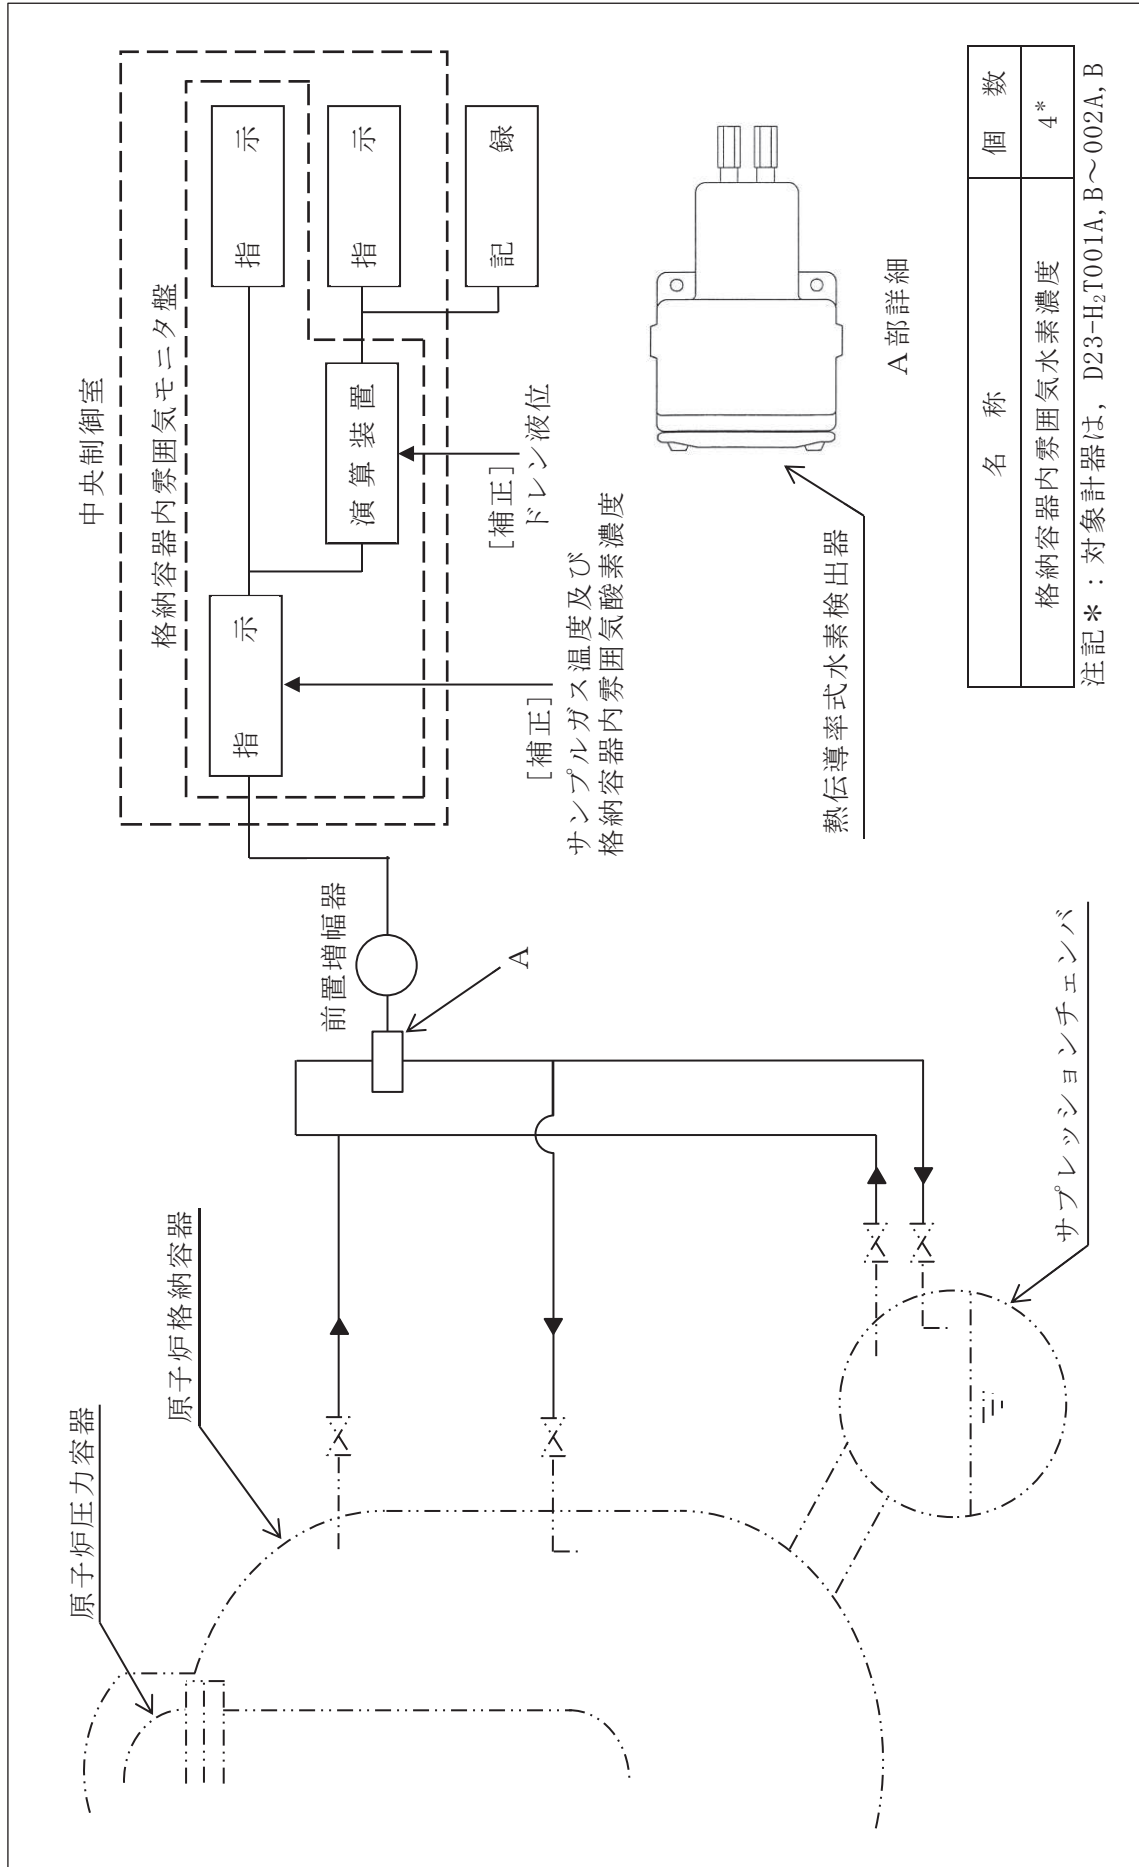 中央制御室
格納容器内雰囲気モニタ盤
指示
指示
指示
演算装置
記録
[補正]
ドレン液位
[補正]
サンプルガス温度及び
格納容器内雰囲気酸素濃度
前置増幅器
A
原子炉格納容器
原子炉圧力容器
サプレッションチェンバ
熱伝導率式水素検出器
A部詳細
名称 個数
格納容器内雰囲気水素濃度 4*
注記*:対象計器は，D23-H₂T001A,B～002A,B